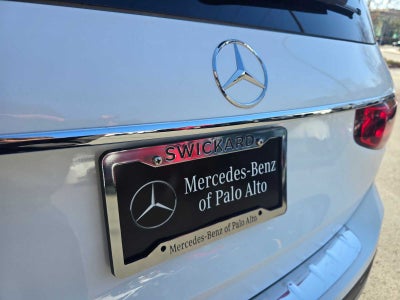 SWICKARD
Mercedes-Benz
of Palo Alto
Mercedes-Benz of Palo Alto